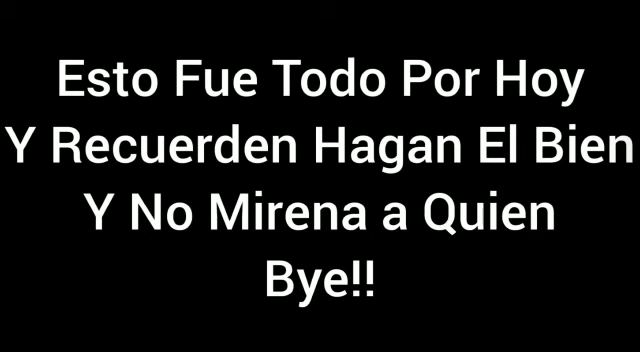 Esto Fue Todo Por Hoy
Y Recuerden Hagan El Bien
Y No Mirena a Quien
Bye!!